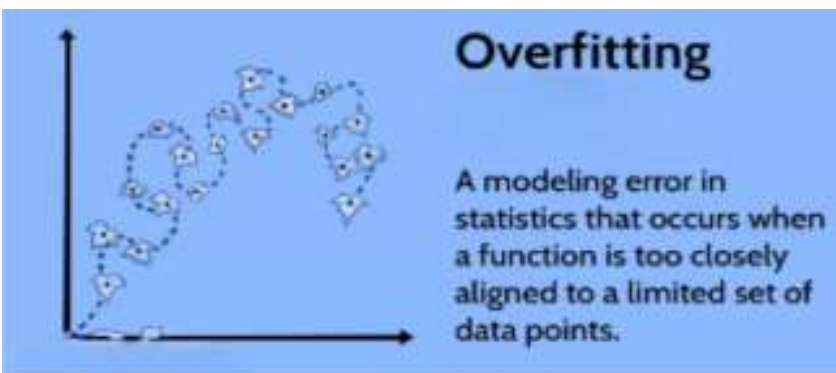 Overfitting
A modeling error in
statistics that occurs when
a function is too closely
aligned to a limited set of
data points.